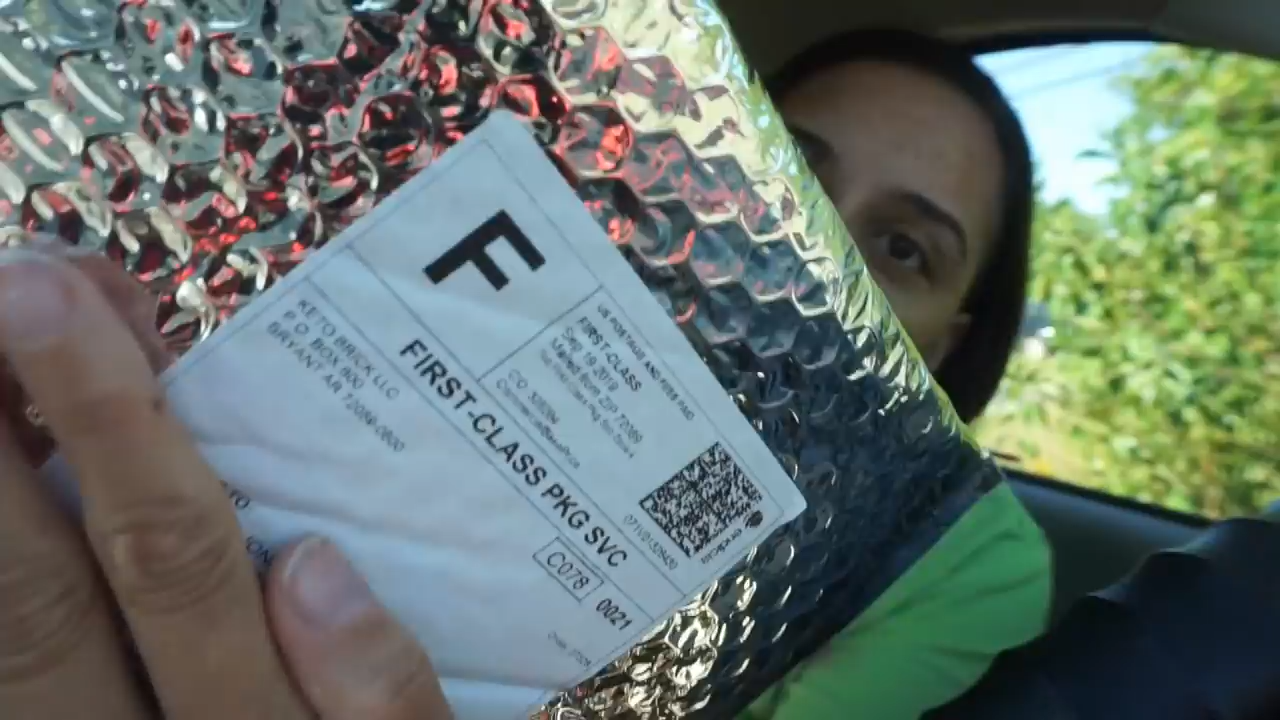 F
US POSTAGE AND FEES PAID
FIRST-CLASS
Sep 19 2019
Mailed from ZIP 72089
endicia
FIRST-CLASS PKG SVC
KETO BRICK LLC
P.O. BOX 800
BRYANT AR 72089-0800
C078
0021